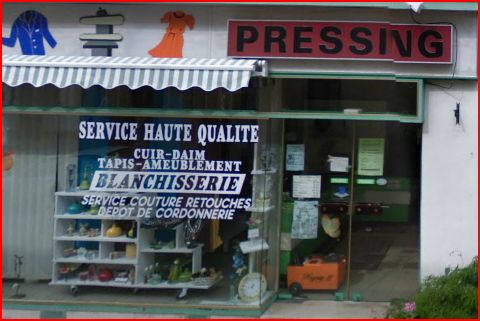 PRESSING
SERVICE HAUTE QUALITE
CUIR-DAIM
TAPIS-AMEUBLEMENT
BLANCHISSERIE
SERVICE COUTURE RETOUCHES
DEPOT DE CORDONNERIE